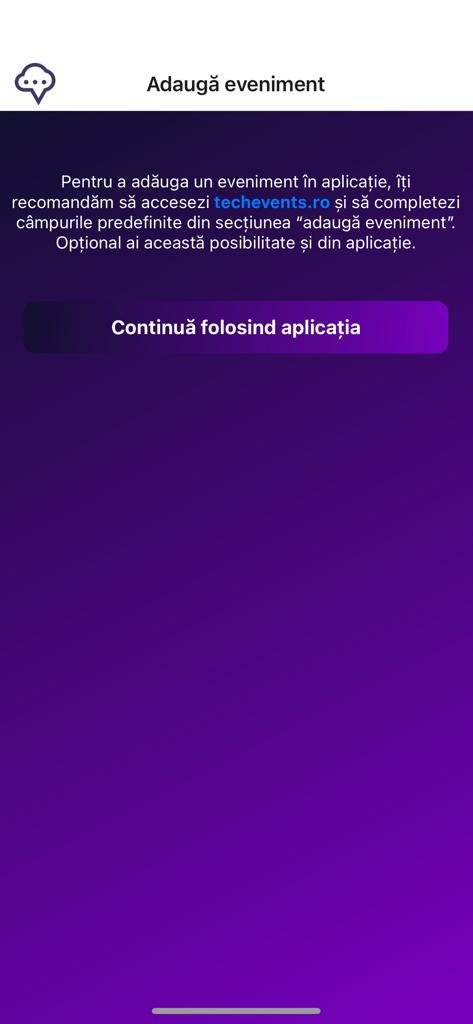 Adaugă eveniment
Pentru a adăuga un eveniment în aplicație, îți
recomandăm să accesezi techevents.ro și să completezi
câmpurile predefinite din secțiunea “adaugă eveniment”.
Opțional ai această posibilitate și din aplicație.
Continuă folosind aplicația